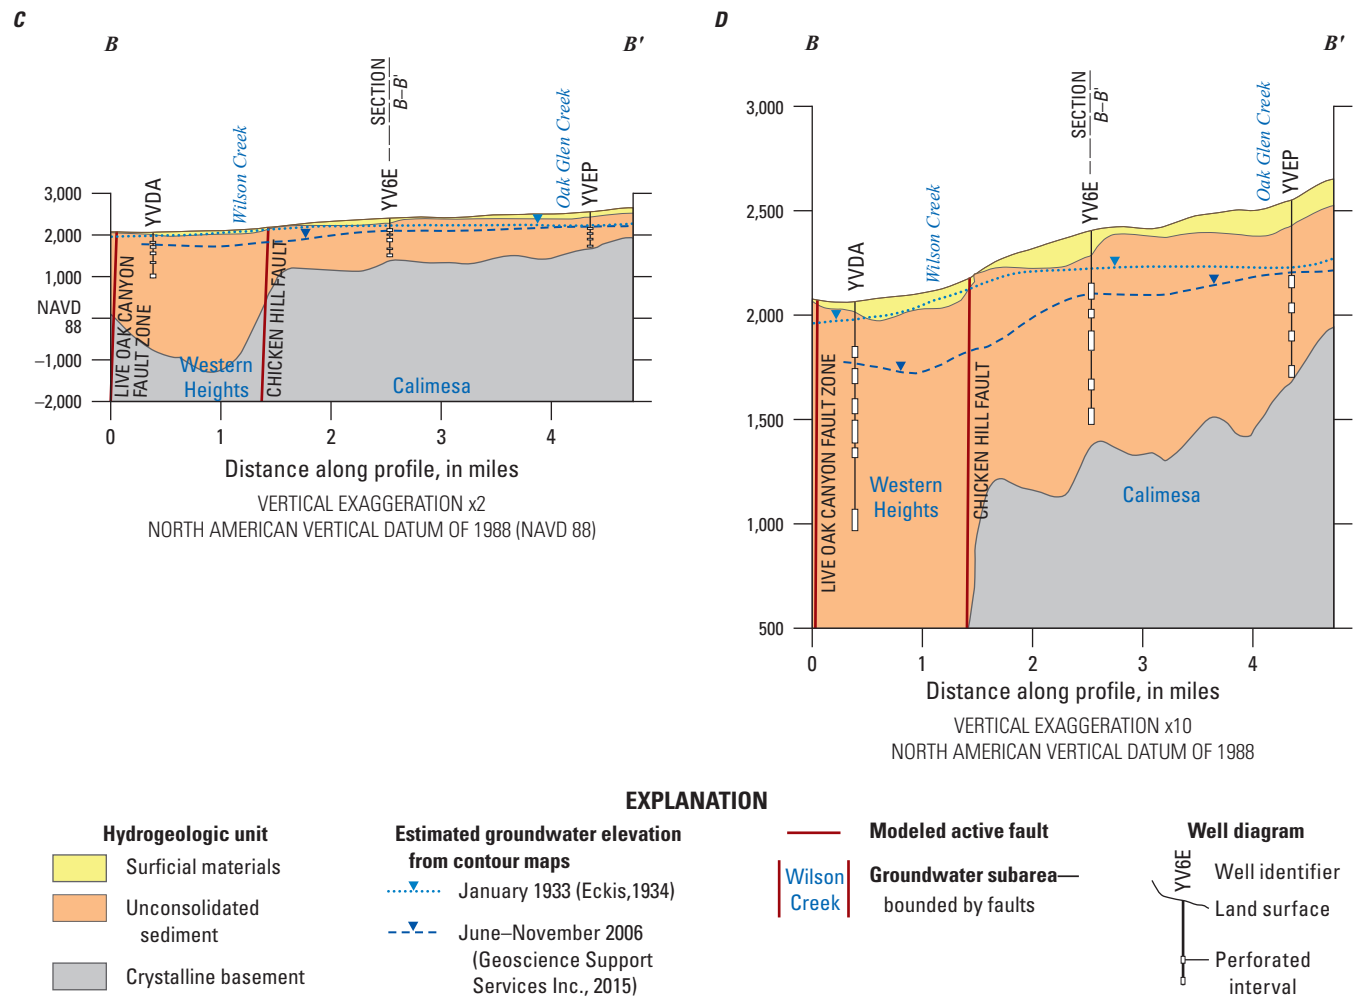 C
B
B'
SECTION
B–B'
Wilson Creek
Oak Glen Creek
YVDA
YV6E
YVEP
3,000
2,000
1,000
NAVD
88
–1,000
–2,000
LIVE OAK CANYON
FAULT ZONE
Western
Heights
CHICKEN HILL FAULT
Calimesa
0
1
2
3
4
Distance along profile, in miles
VERTICAL EXAGGERATION x2
NORTH AMERICAN VERTICAL DATUM OF 1988 (NAVD 88)
D
B
B'
SECTION
B–B'
Wilson Creek
Oak Glen Creek
YVDA
YV6E
YVEP
3,000
2,500
2,000
1,500
1,000
500
LIVE OAK CANYON FAULT ZONE
Western
Heights
CHICKEN HILL FAULT
Calimesa
0
1
2
3
4
Distance along profile, in miles
VERTICAL EXAGGERATION x10
NORTH AMERICAN VERTICAL DATUM OF 1988
EXPLANATION
Hydrogeologic unit
Surficial materials
Unconsolidated
sediment
Crystalline basement
Estimated groundwater elevation
from contour maps
January 1933 (Eckis,1934)
June–November 2006
(Geoscience Support
Services Inc., 2015)
Modeled active fault
Wilson
Creek
Groundwater subarea—
bounded by faults
Well diagram
YV6E
Well identifier
Land surface
Perforated
interval